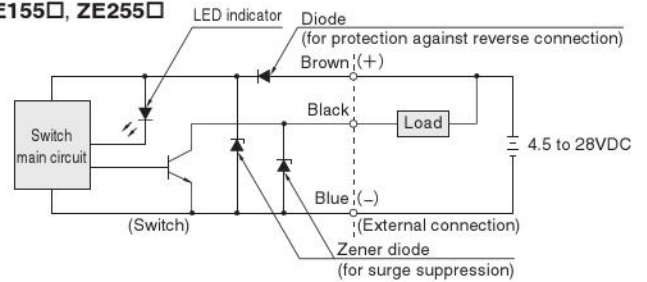 E155□, ZE255□
LED indicator
Diode
(for protection against reverse connection)
Brown (+)
Black
Load
Switch
main circuit
4.5 to 28VDC
Blue (−)
(Switch)
(External connection)
Zener diode
(for surge suppression)